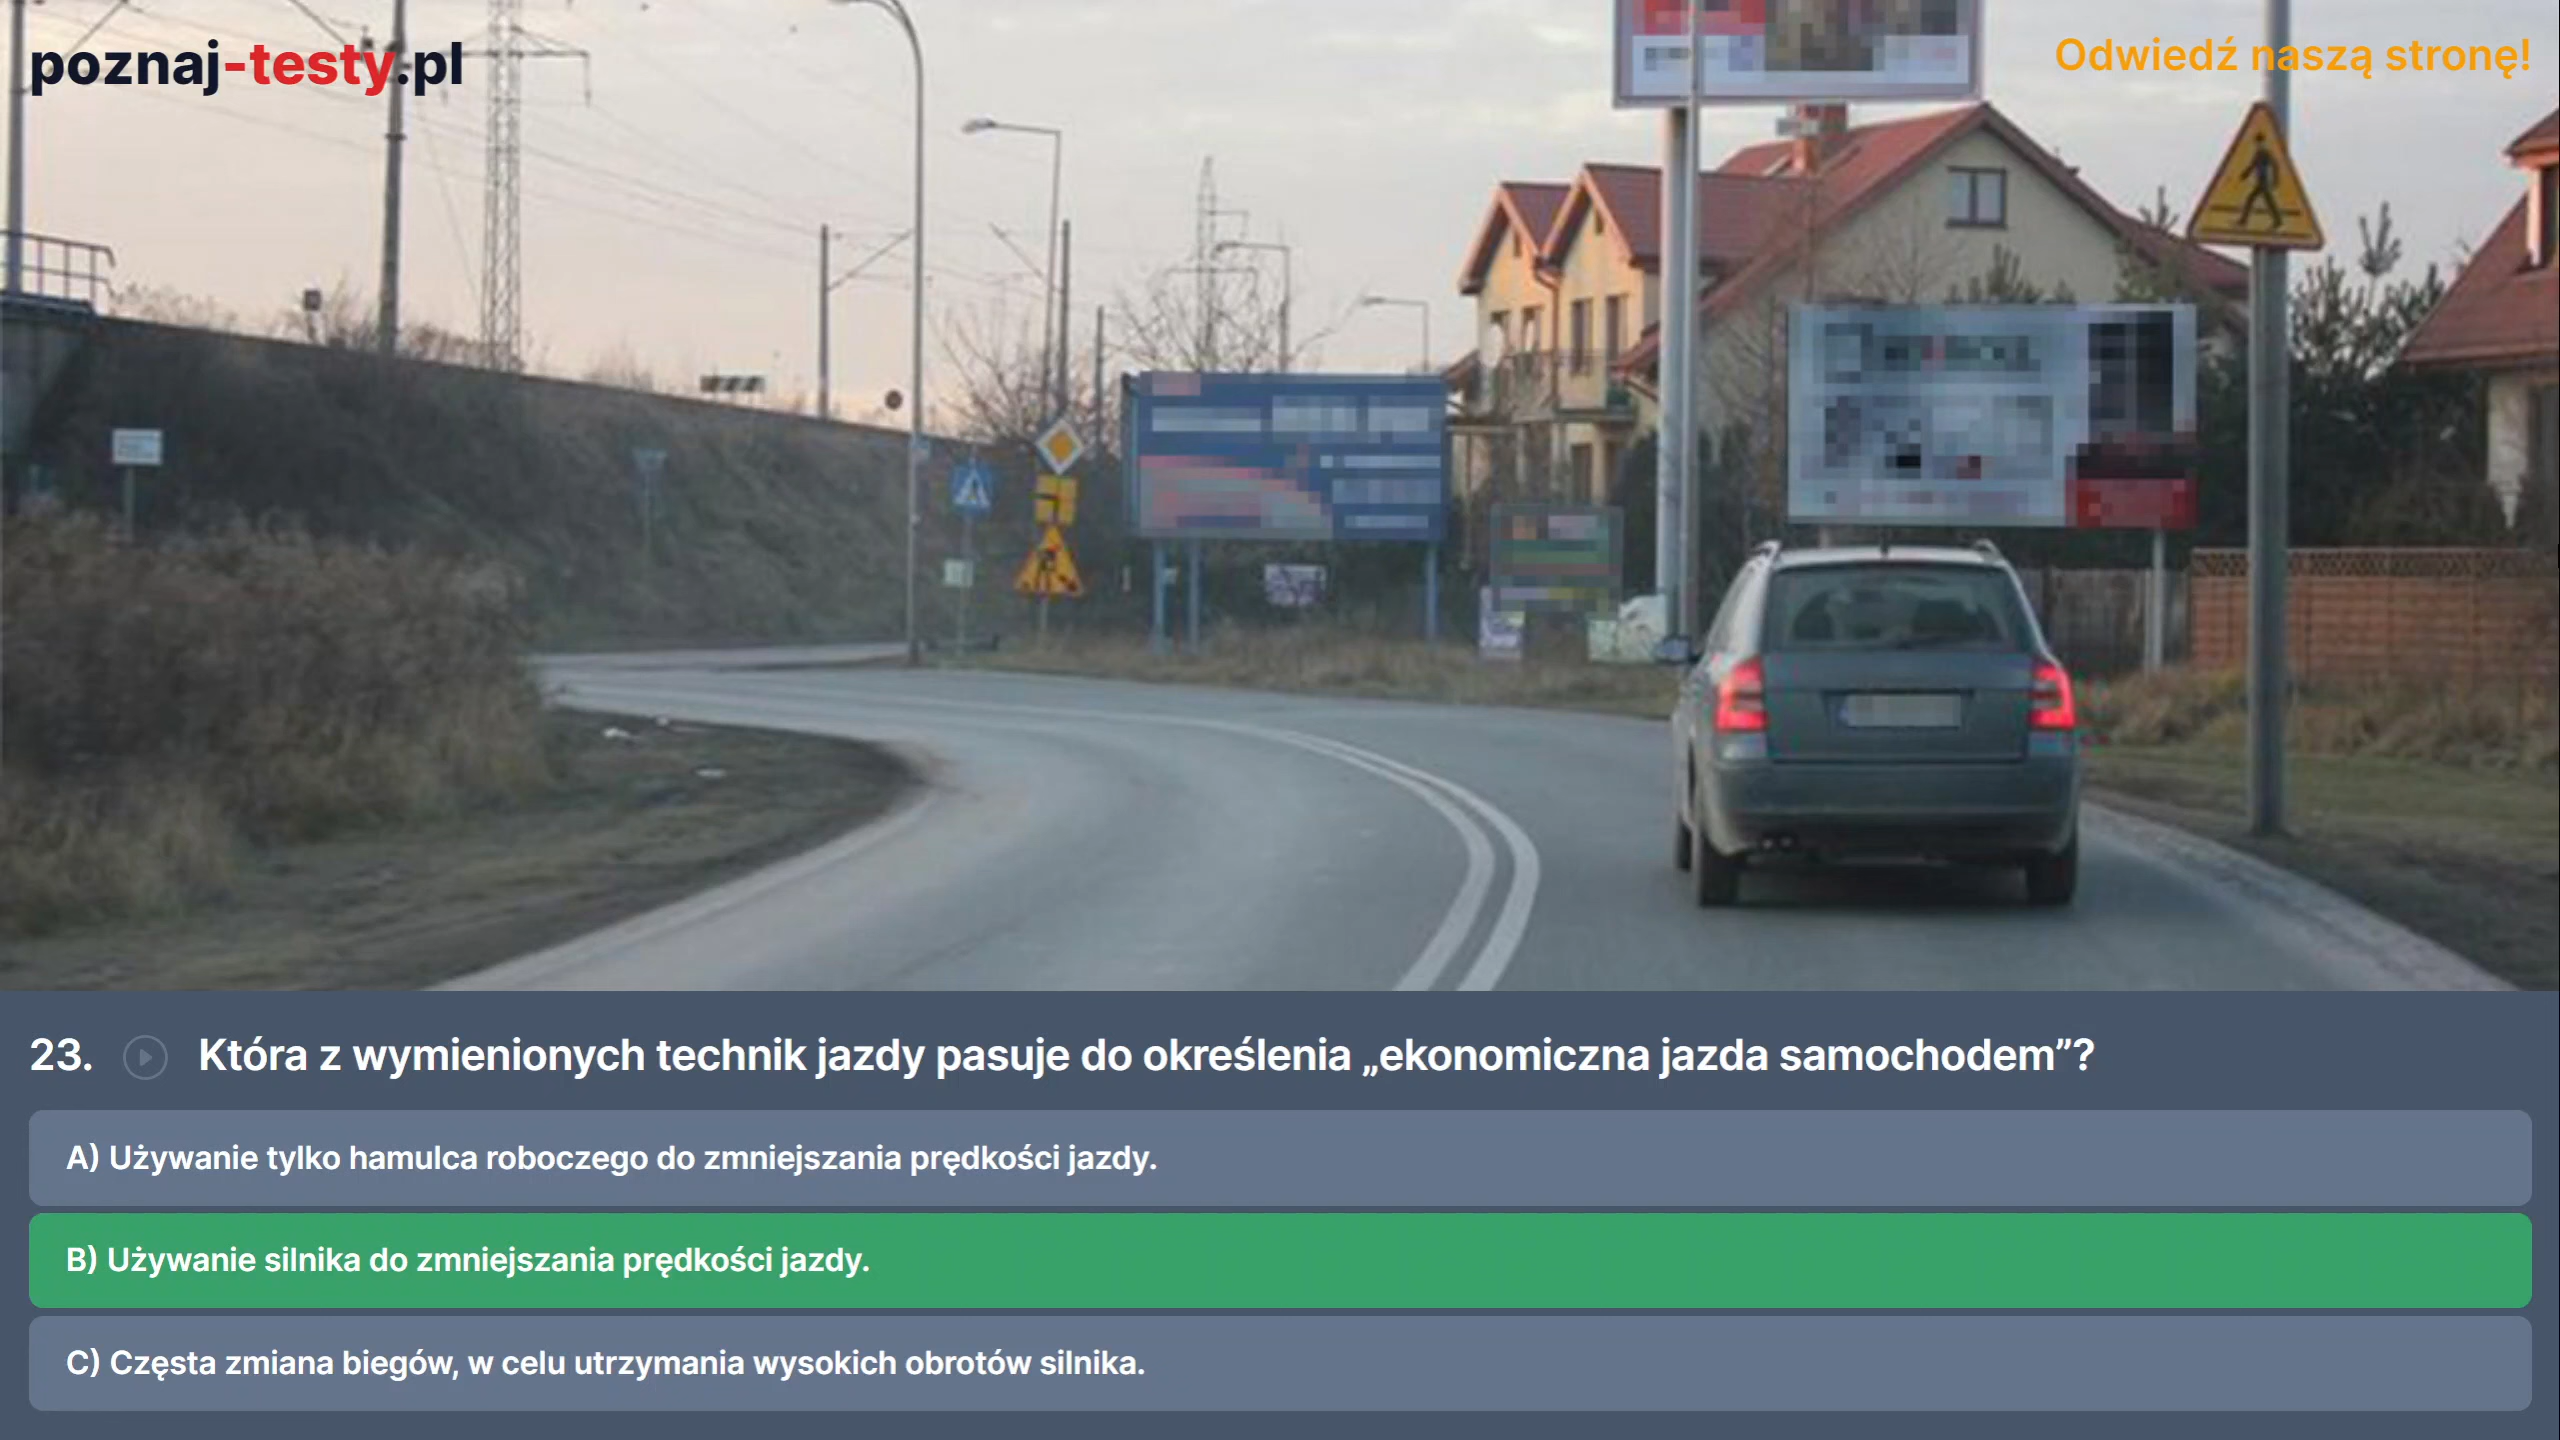 poznaj-testy.pl
Odwiedź naszą stronę!
23. Która z wymienionych technik jazdy pasuje do określenia „ekonomiczna jazda samochodem”?
A) Używanie tylko hamulca roboczego do zmniejszania prędkości jazdy.
B) Używanie silnika do zmniejszania prędkości jazdy.
C) Częsta zmiana biegów, w celu utrzymania wysokich obrotów silnika.